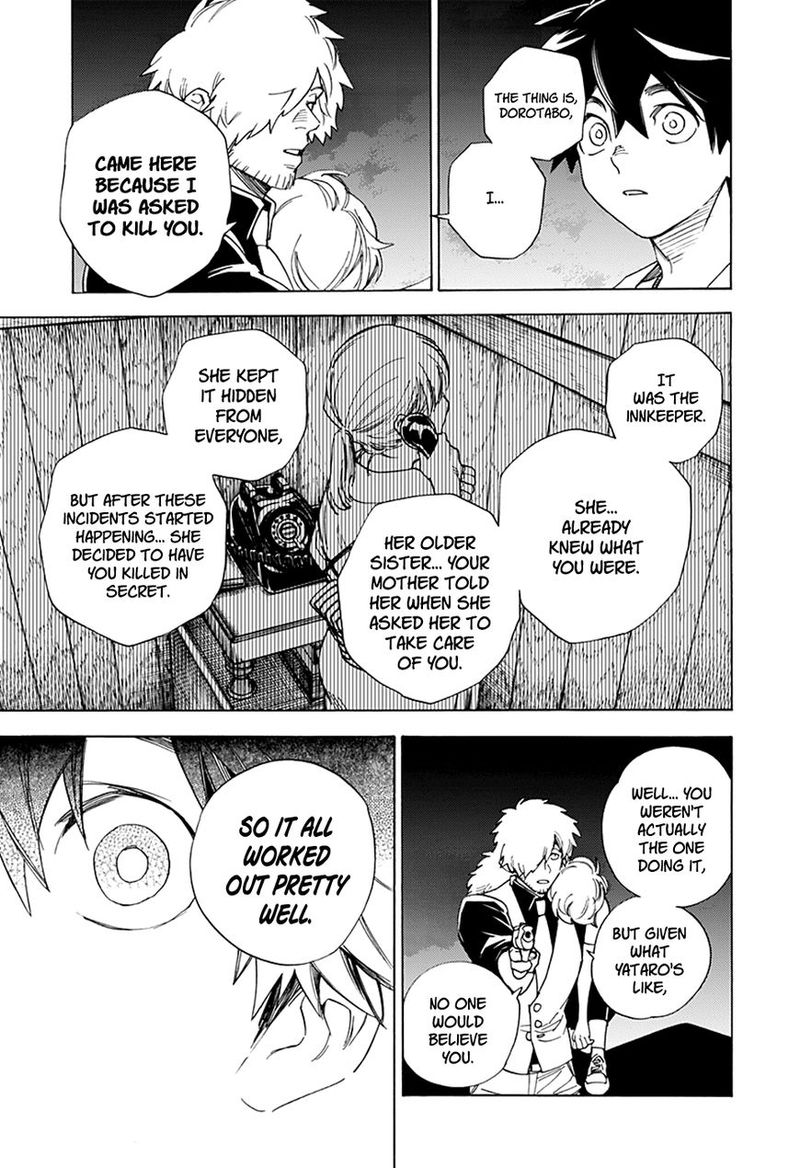 THE THING IS,
DOROTABO,
I...
CAME HERE
BECAUSE I
WAS ASKED
TO KILL YOU.
IT
WAS THE
INNKEEPER.
SHE...
ALREADY
KNEW WHAT
YOU WERE.
HER OLDER
SISTER... YOUR
MOTHER TOLD
HER WHEN SHE
ASKED HER TO
TAKE CARE
OF YOU.
SHE KEPT
IT HIDDEN
FROM
EVERYONE,
BUT AFTER THESE
INCIDENTS STARTED
HAPPENING... SHE
DECIDED TO HAVE
YOU KILLED IN
SECRET.
WELL... YOU
WEREN'T
ACTUALLY
THE ONE
DOING IT,
BUT GIVEN
WHAT
YATARO'S
LIKE,
NO ONE
WOULD
BELIEVE
YOU.
SO IT ALL
WORKED
OUT PRETTY
WELL.